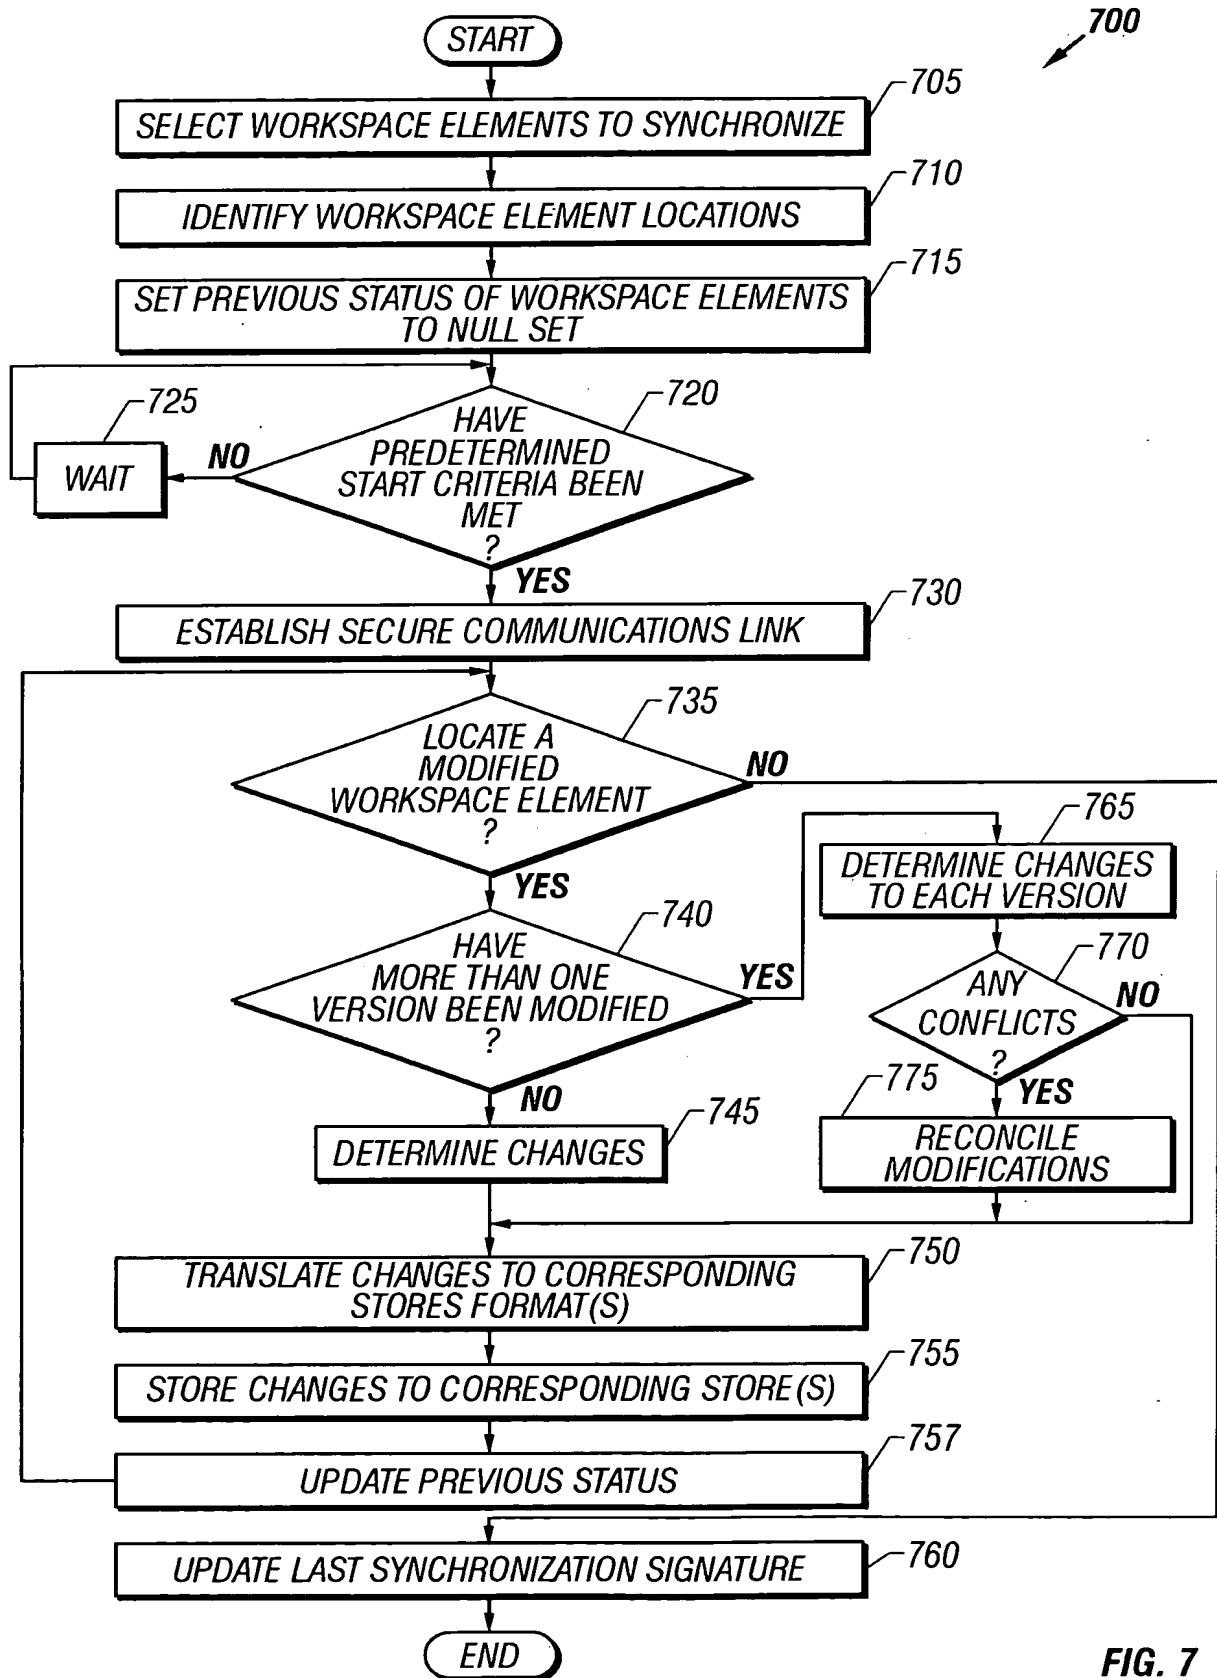 700
START
705
SELECT WORKSPACE ELEMENTS TO SYNCHRONIZE
710
IDENTIFY WORKSPACE ELEMENT LOCATIONS
715
SET PREVIOUS STATUS OF WORKSPACE ELEMENTS
TO NULL SET
720
HAVE
PREDETERMINED
START CRITERIA BEEN
MET
?
725
WAIT
NO
YES
730
ESTABLISH SECURE COMMUNICATIONS LINK
735
LOCATE A
MODIFIED
WORKSPACE ELEMENT
?
NO
YES
740
HAVE
MORE THAN ONE
VERSION BEEN MODIFIED
?
YES
NO
765
DETERMINE CHANGES
TO EACH VERSION
770
ANY
CONFLICTS
?
NO
YES
775
RECONCILE
MODIFICATIONS
745
DETERMINE CHANGES
750
TRANSLATE CHANGES TO CORRESPONDING
STORES FORMAT(S)
755
STORE CHANGES TO CORRESPONDING STORE(S)
757
UPDATE PREVIOUS STATUS
760
UPDATE LAST SYNCHRONIZATION SIGNATURE
END
FIG. 7